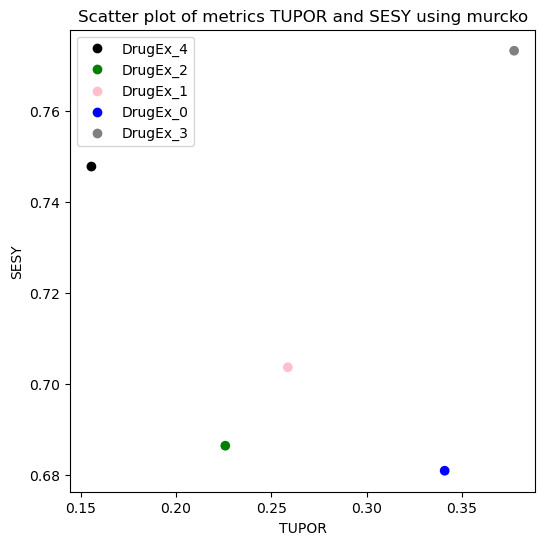 Scatter plot of metrics TUPOR and SESY using murcko
DrugEx_4
DrugEx_2
DrugEx_1
DrugEx_0
DrugEx_3
0.76
0.74
0.72
0.70
0.68
SESY
0.15 0.20 0.25 0.30 0.35
TUPOR